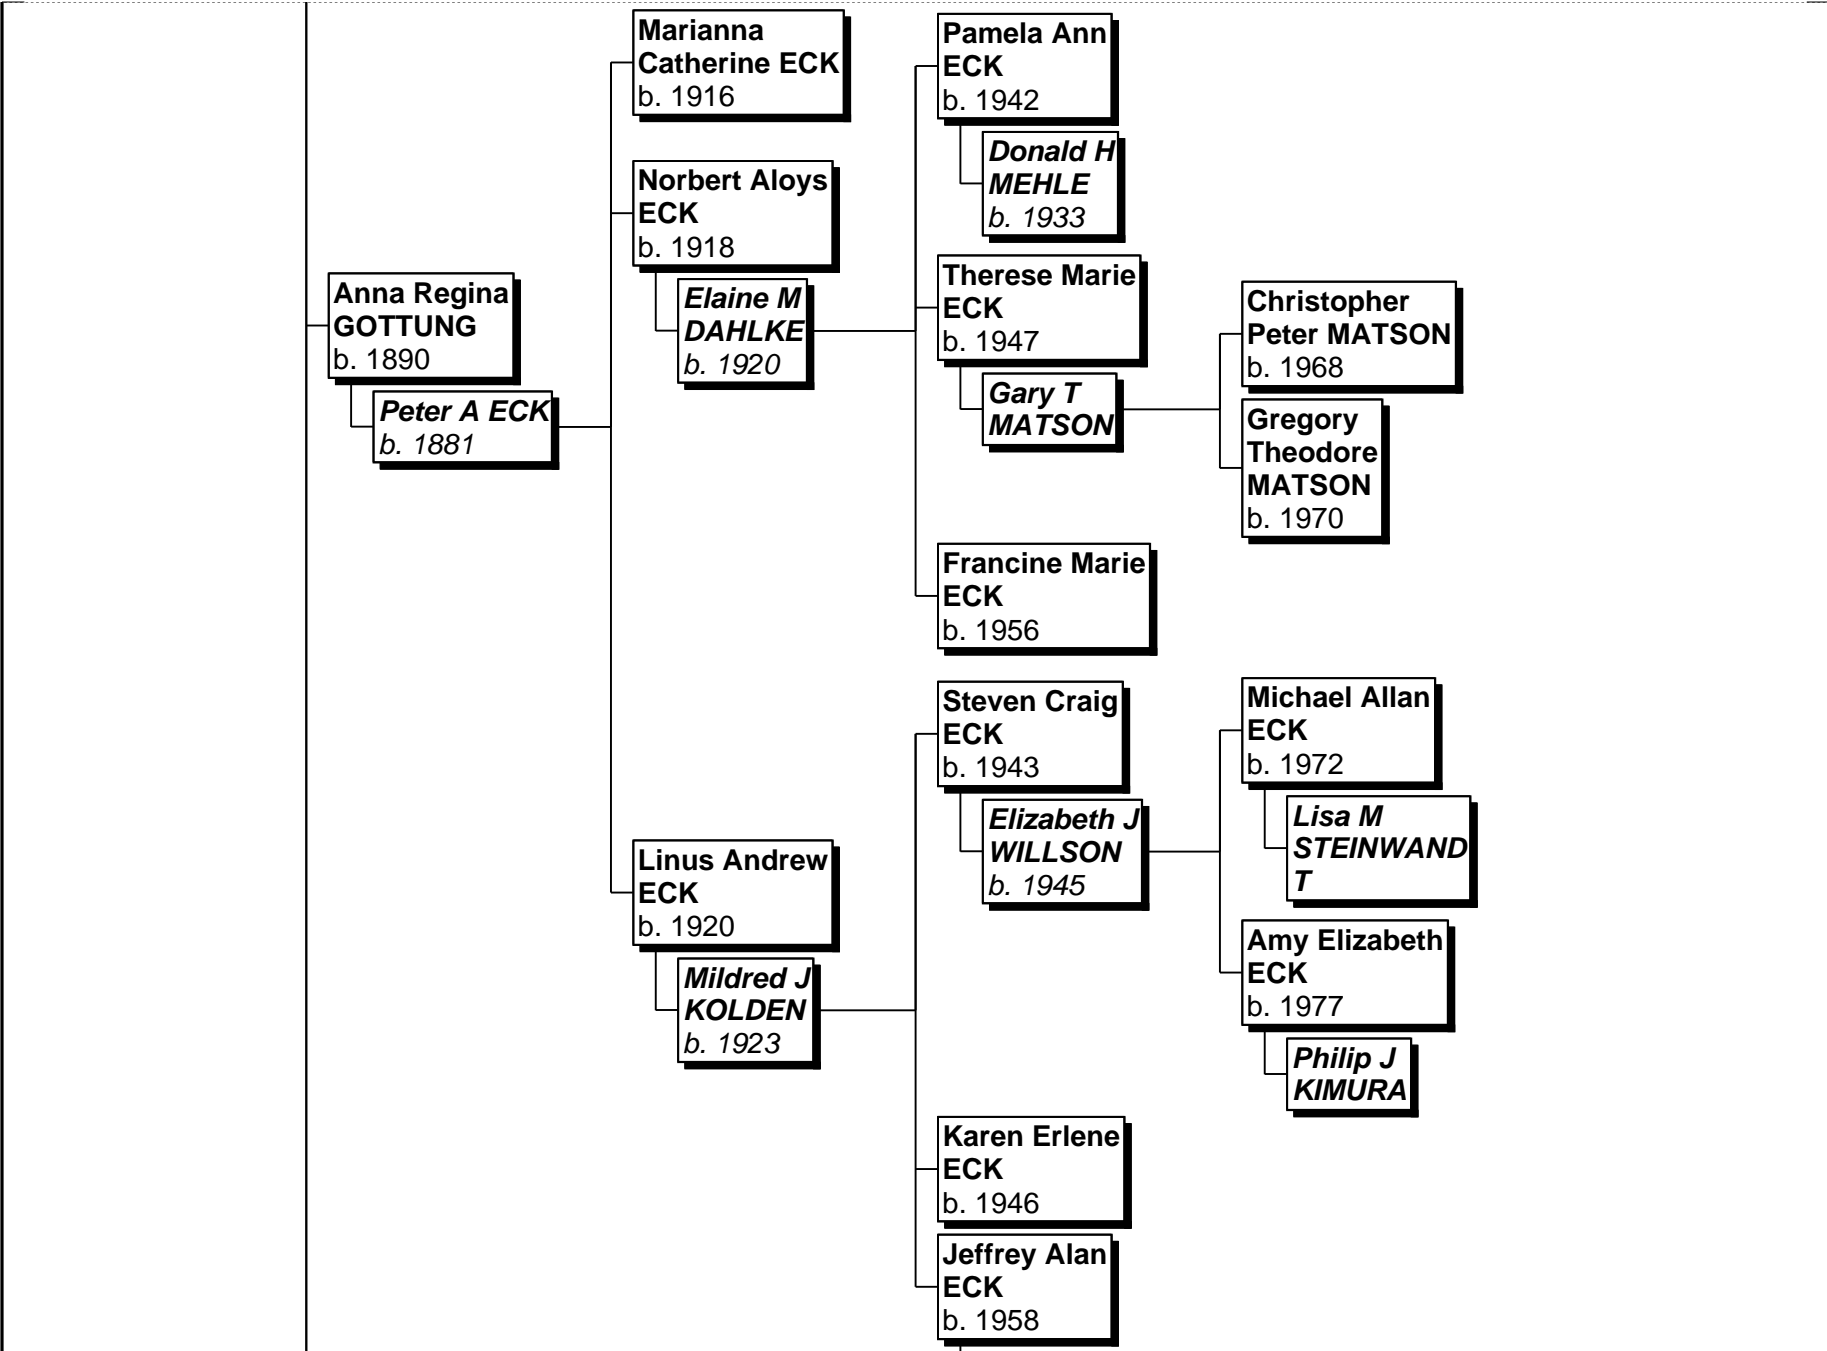 Marianna
Catherine ECK
b. 1916
Norbert Aloys
ECK
b. 1918
Elaine M
DAHLKE
b. 1920
Anna Regina
GOTTUNG
b. 1890
Peter A ECK
b. 1881
Linus Andrew
ECK
b. 1920
Mildred J
KOLDEN
b. 1923
Pamela Ann
ECK
b. 1942
Donald H
MEHLE
b. 1933
Therese Marie
ECK
b. 1947
Gary T
MATSON
Francine Marie
ECK
b. 1956
Steven Craig
ECK
b. 1943
Elizabeth J
WILLSON
b. 1945
Karen Erlene
ECK
b. 1946
Jeffrey Alan
ECK
b. 1958
Christopher
Peter MATSON
b. 1968
Gregory
Theodore
MATSON
b. 1970
Michael Allan
ECK
b. 1972
Lisa M
STEINWAND
T
Amy Elizabeth
ECK
b. 1977
Philip J
KIMURA